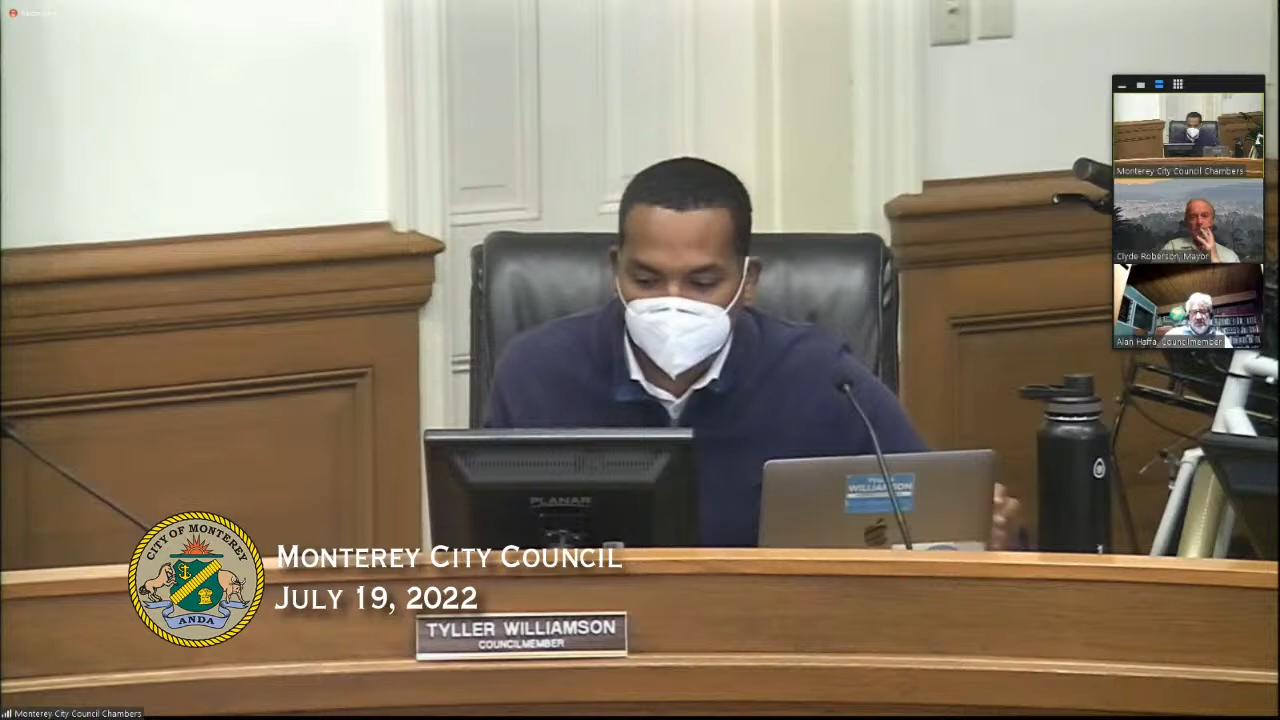 Monterey City Council Chambers
Clyde Roberson, Mayor
Alan Haffa, Councilmember
TYLER
WILLIAMSON
PLANAR
CITY OF MONTEREY
ANDA
MONTEREY CITY COUNCIL
JULY 19, 2022
TYLLER WILLIAMSON
COUNCILMEMBER
Monterey City Council Chambers